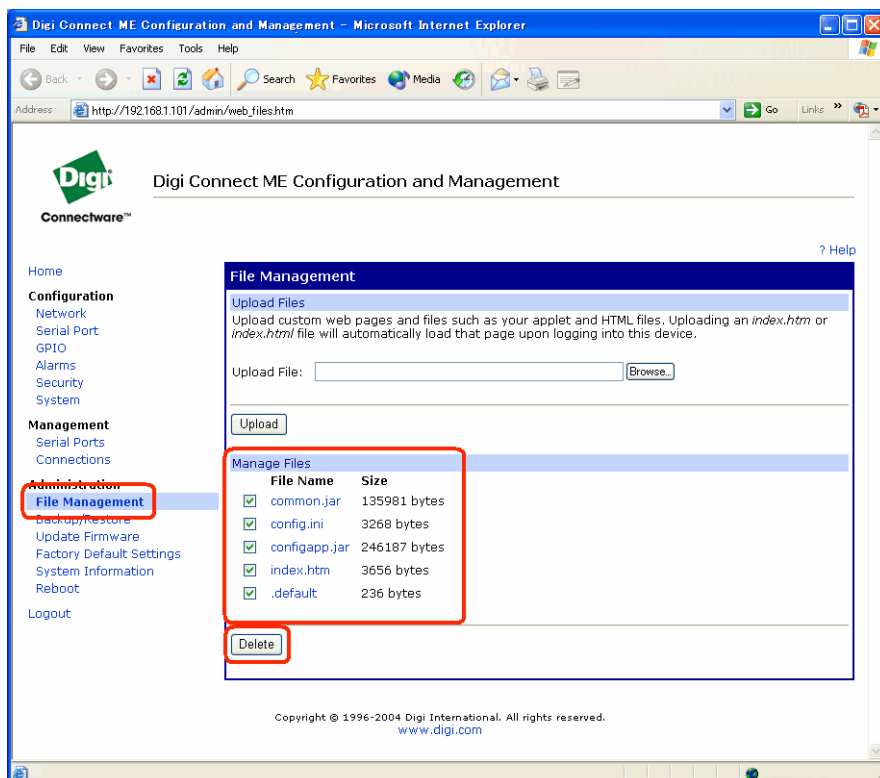 Digi Connect ME Configuration and Management - Microsoft Internet Explorer
File Edit View Favorites Tools Help
Back Search Favorites Media
Address http://192.168.1.101/admin/web_files.htm Go Links »
Digi
Connectware™
Digi Connect ME Configuration and Management
? Help
Home
Configuration
Network
Serial Port
GPIO
Alarms
Security
System
Management
Serial Ports
Connections
Administration
File Management
Backup/Restore
Update Firmware
Factory Default Settings
System Information
Reboot
Logout
File Management
Upload Files
Upload custom web pages and files such as your applet and HTML files. Uploading an index.htm or
index.html file will automatically load that page upon logging into this device.
Upload File: Browse...
Upload
Manage Files
File Name Size
common.jar 135981 bytes
config.ini 3268 bytes
configapp.jar 246187 bytes
index.htm 3656 bytes
.default 236 bytes
Delete
Copyright © 1996-2004 Digi International. All rights reserved.
www.digi.com